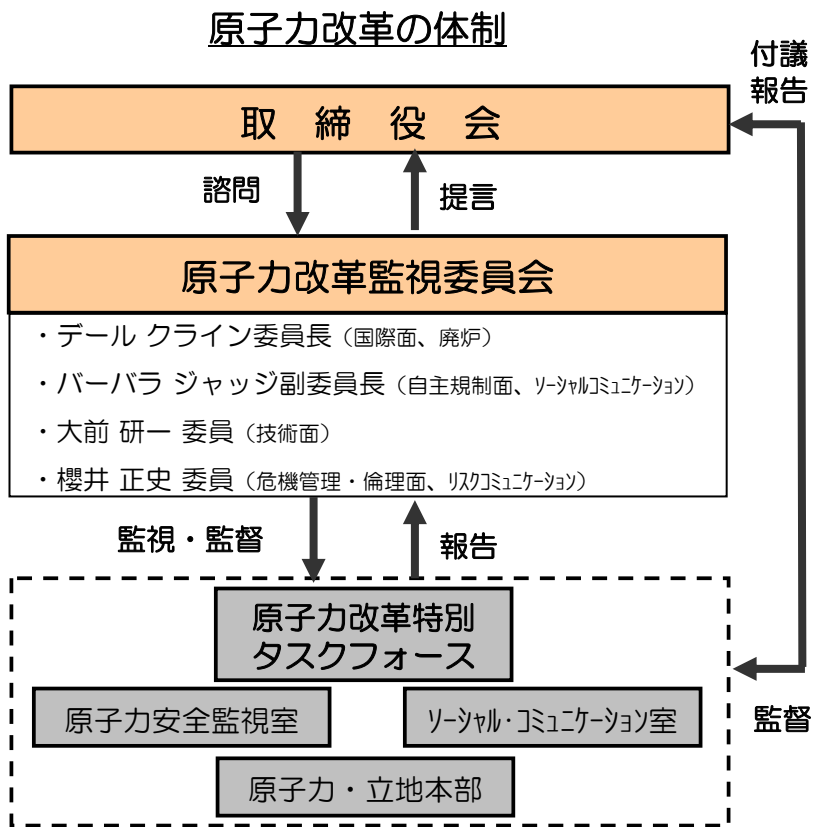 原子力改革の体制
付議
報告
取　締　役　会
諮問
提言
原子力改革監視委員会
・デール クライン委員長（国際面、廃炉）
・バーバラ ジャッジ副委員長（自主規制面、ｿｰｼｬﾙｺﾐｭﾆｹｰｼｮﾝ）
・大前 研一 委員（技術面）
・櫻井 正史 委員（危機管理・倫理面、ﾘｽｸｺﾐｭﾆｹｰｼｮﾝ）
監視・監督
報告
原子力改革特別
タスクフォース
原子力安全監視室
ｿｰｼｬﾙ･ｺﾐｭﾆｹｰｼｮﾝ室
監督
原子力・立地本部